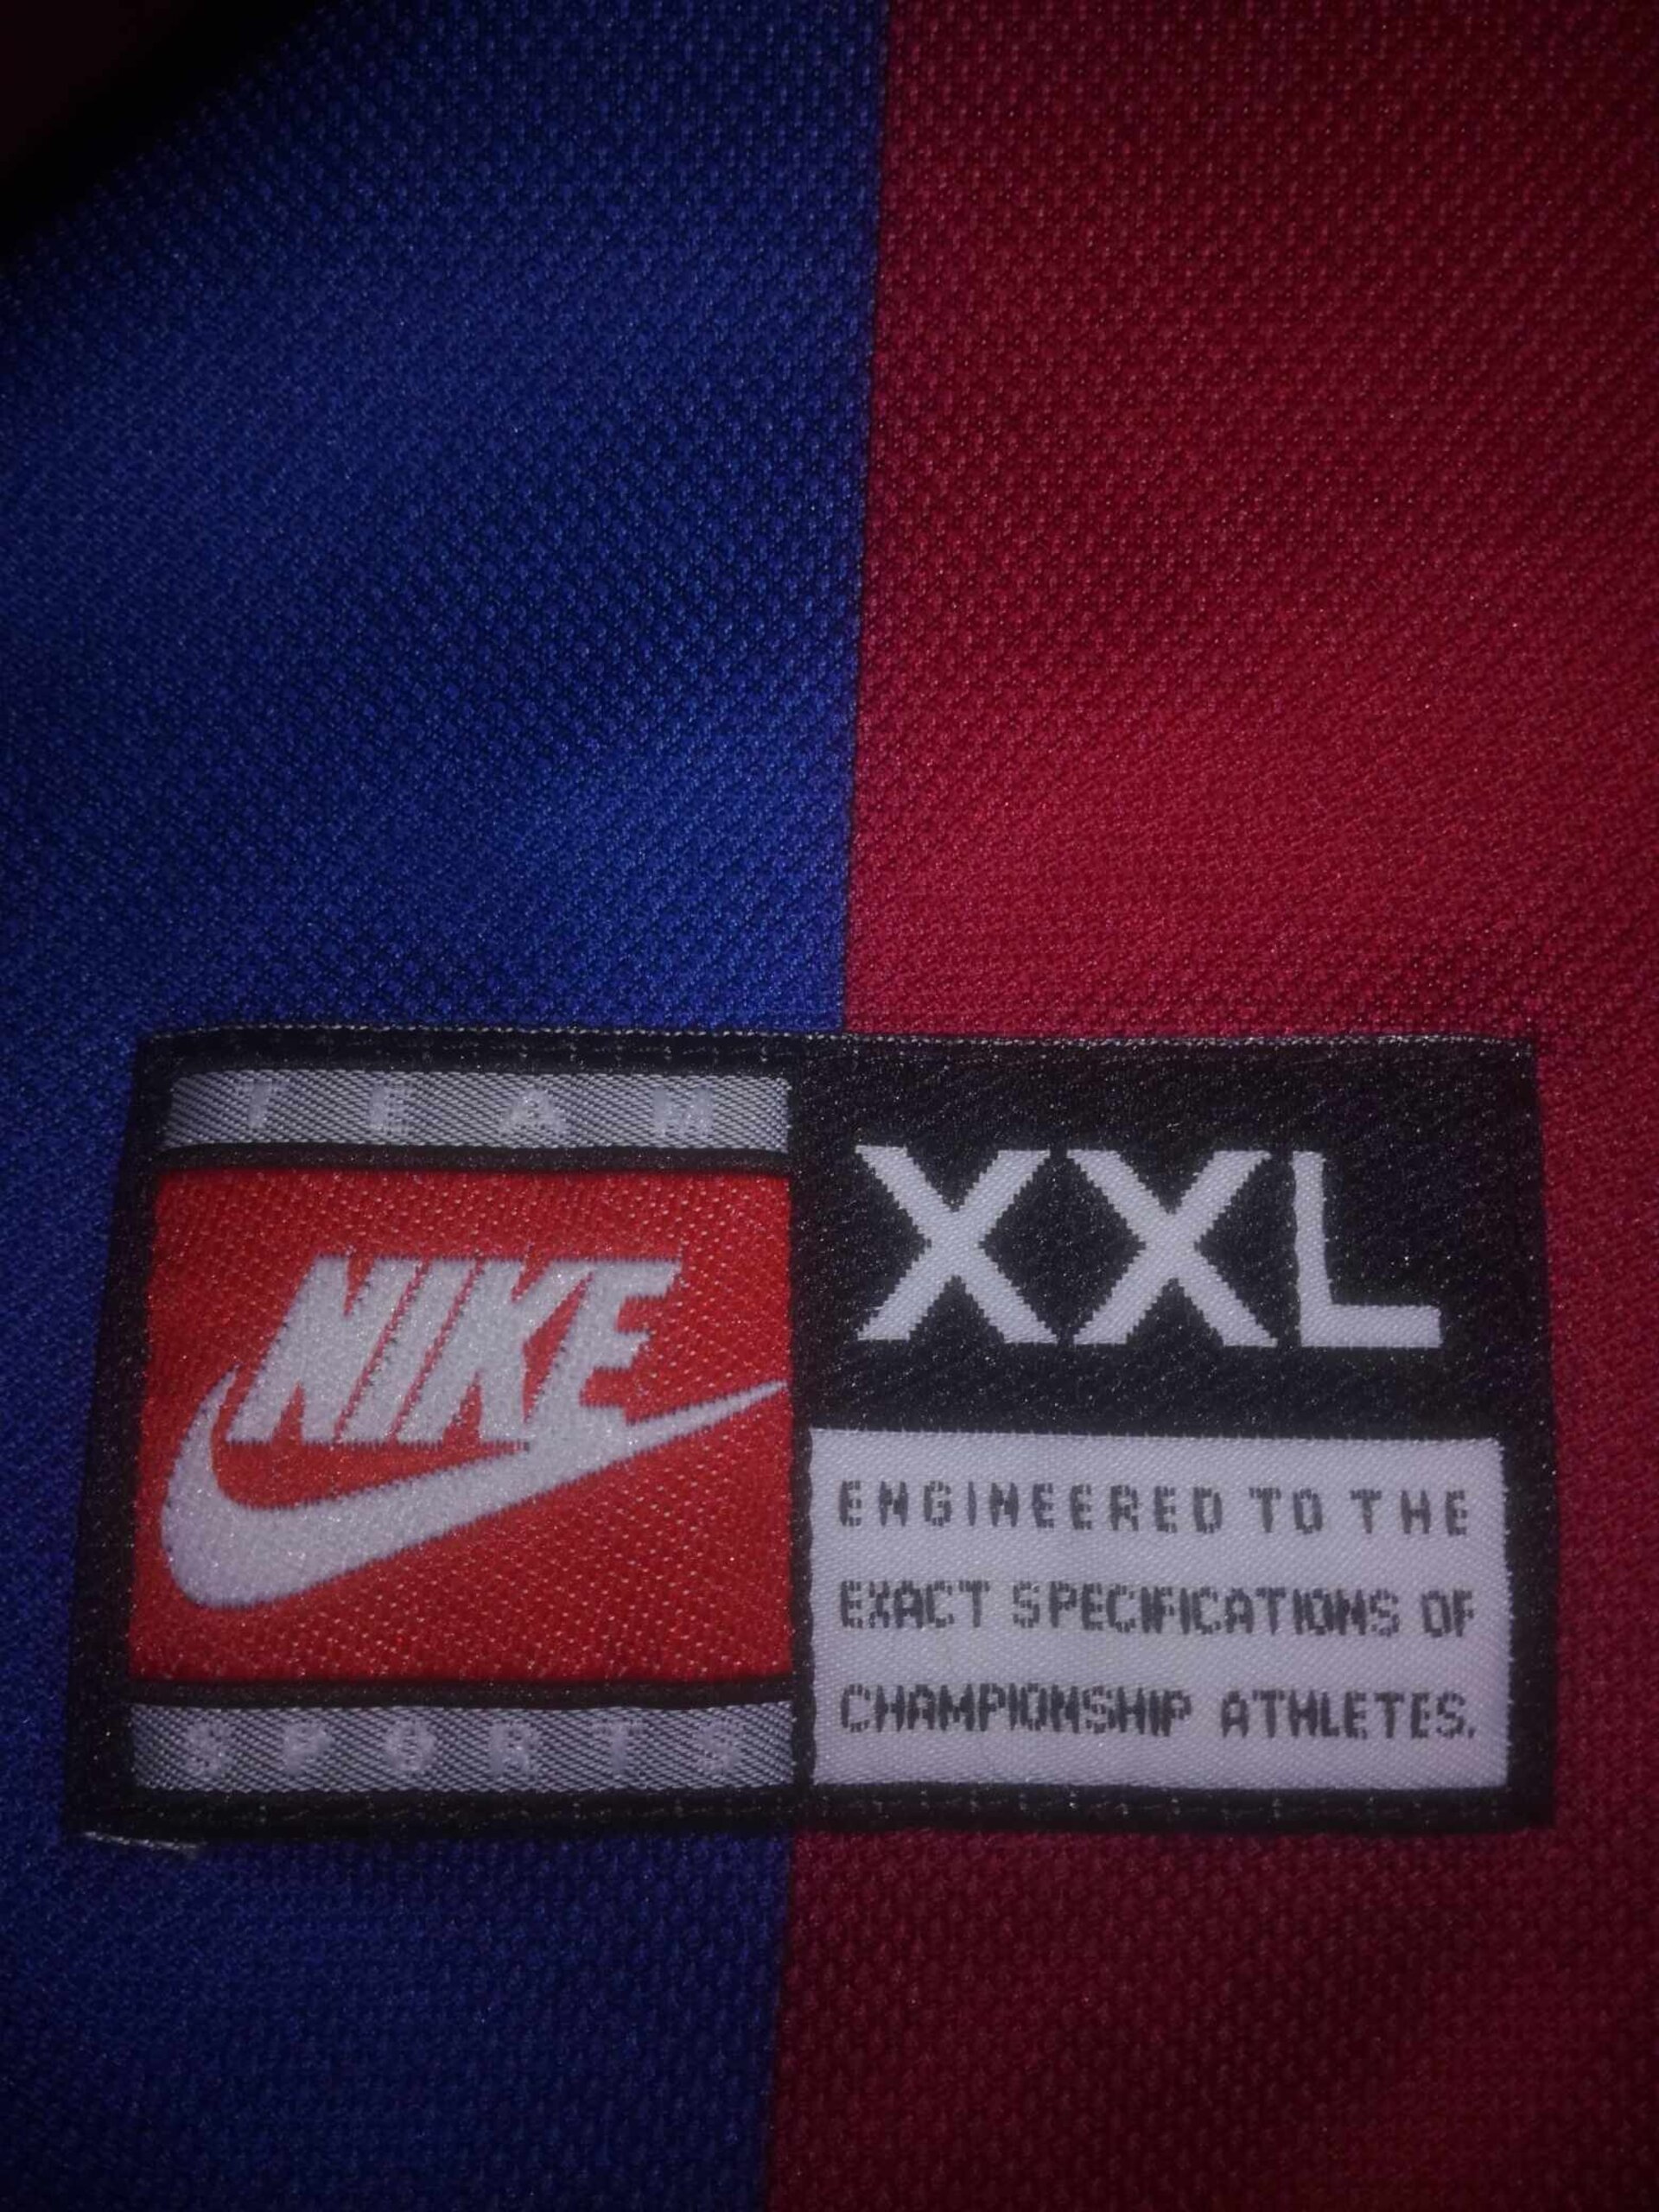 TEAM
NIKE
SPORTS
XXL
ENGINEERED TO THE
EXACT SPECIFICATIONS OF
CHAMPIONSHIP ATHLETES.